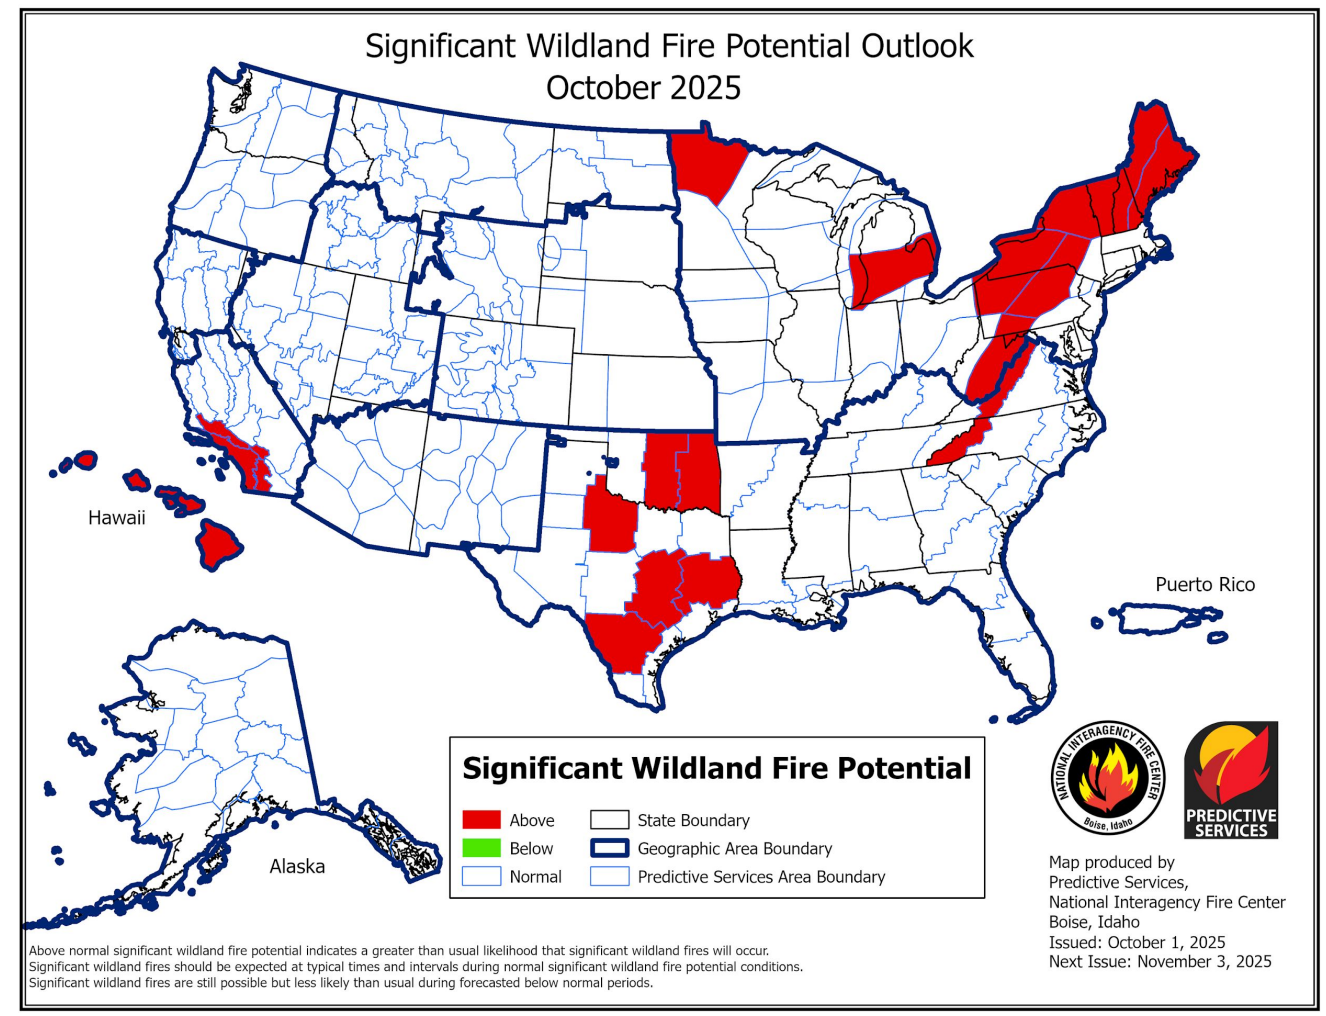 Significant Wildland Fire Potential Outlook
October 2025
Hawaii
Puerto Rico
Alaska
Significant Wildland Fire Potential
Above
State Boundary
Below
Geographic Area Boundary
Normal
Predictive Services Area Boundary
NATIONAL INTERAGENCY FIRE CENTER
Boise, Idaho
PREDICTIVE
SERVICES
Map produced by
Predictive Services,
National Interagency Fire Center
Boise, Idaho
Issued: October 1, 2025
Next Issue: November 3, 2025
Above normal significant wildland fire potential indicates a greater than usual likelihood that significant wildland fires will occur.
Significant wildland fires should be expected at typical times and intervals during normal significant wildland fire potential conditions.
Significant wildland fires are still possible but less likely than usual during forecasted below normal periods.